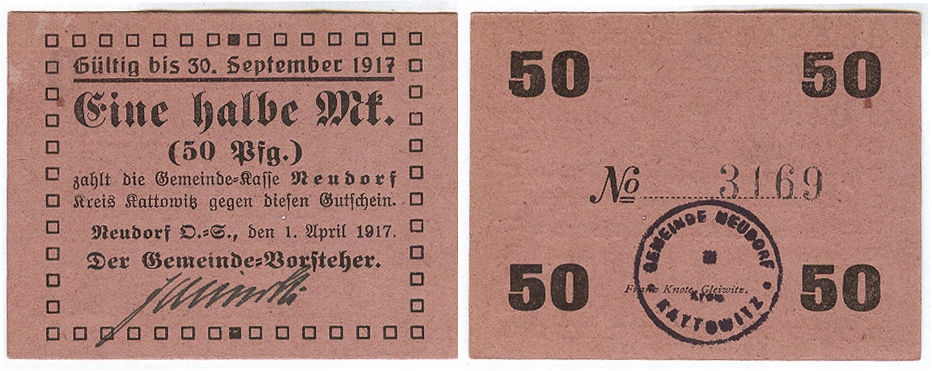 Gültig bis 30. September 1917
Eine halbe Mk.
(50 Pfg.)
zahlt die Gemeinde=Kasse Neudorf
Kreis Kattowitz gegen diesen Gutschein.
Neudorf O.-S., den 1. April 1917.
Der Gemeinde=Vorsteher.
50 50
No 3169
GEMEINDE NEUDORF
Franz Knote, Gleiwitz.
KATTOWITZ
50 50